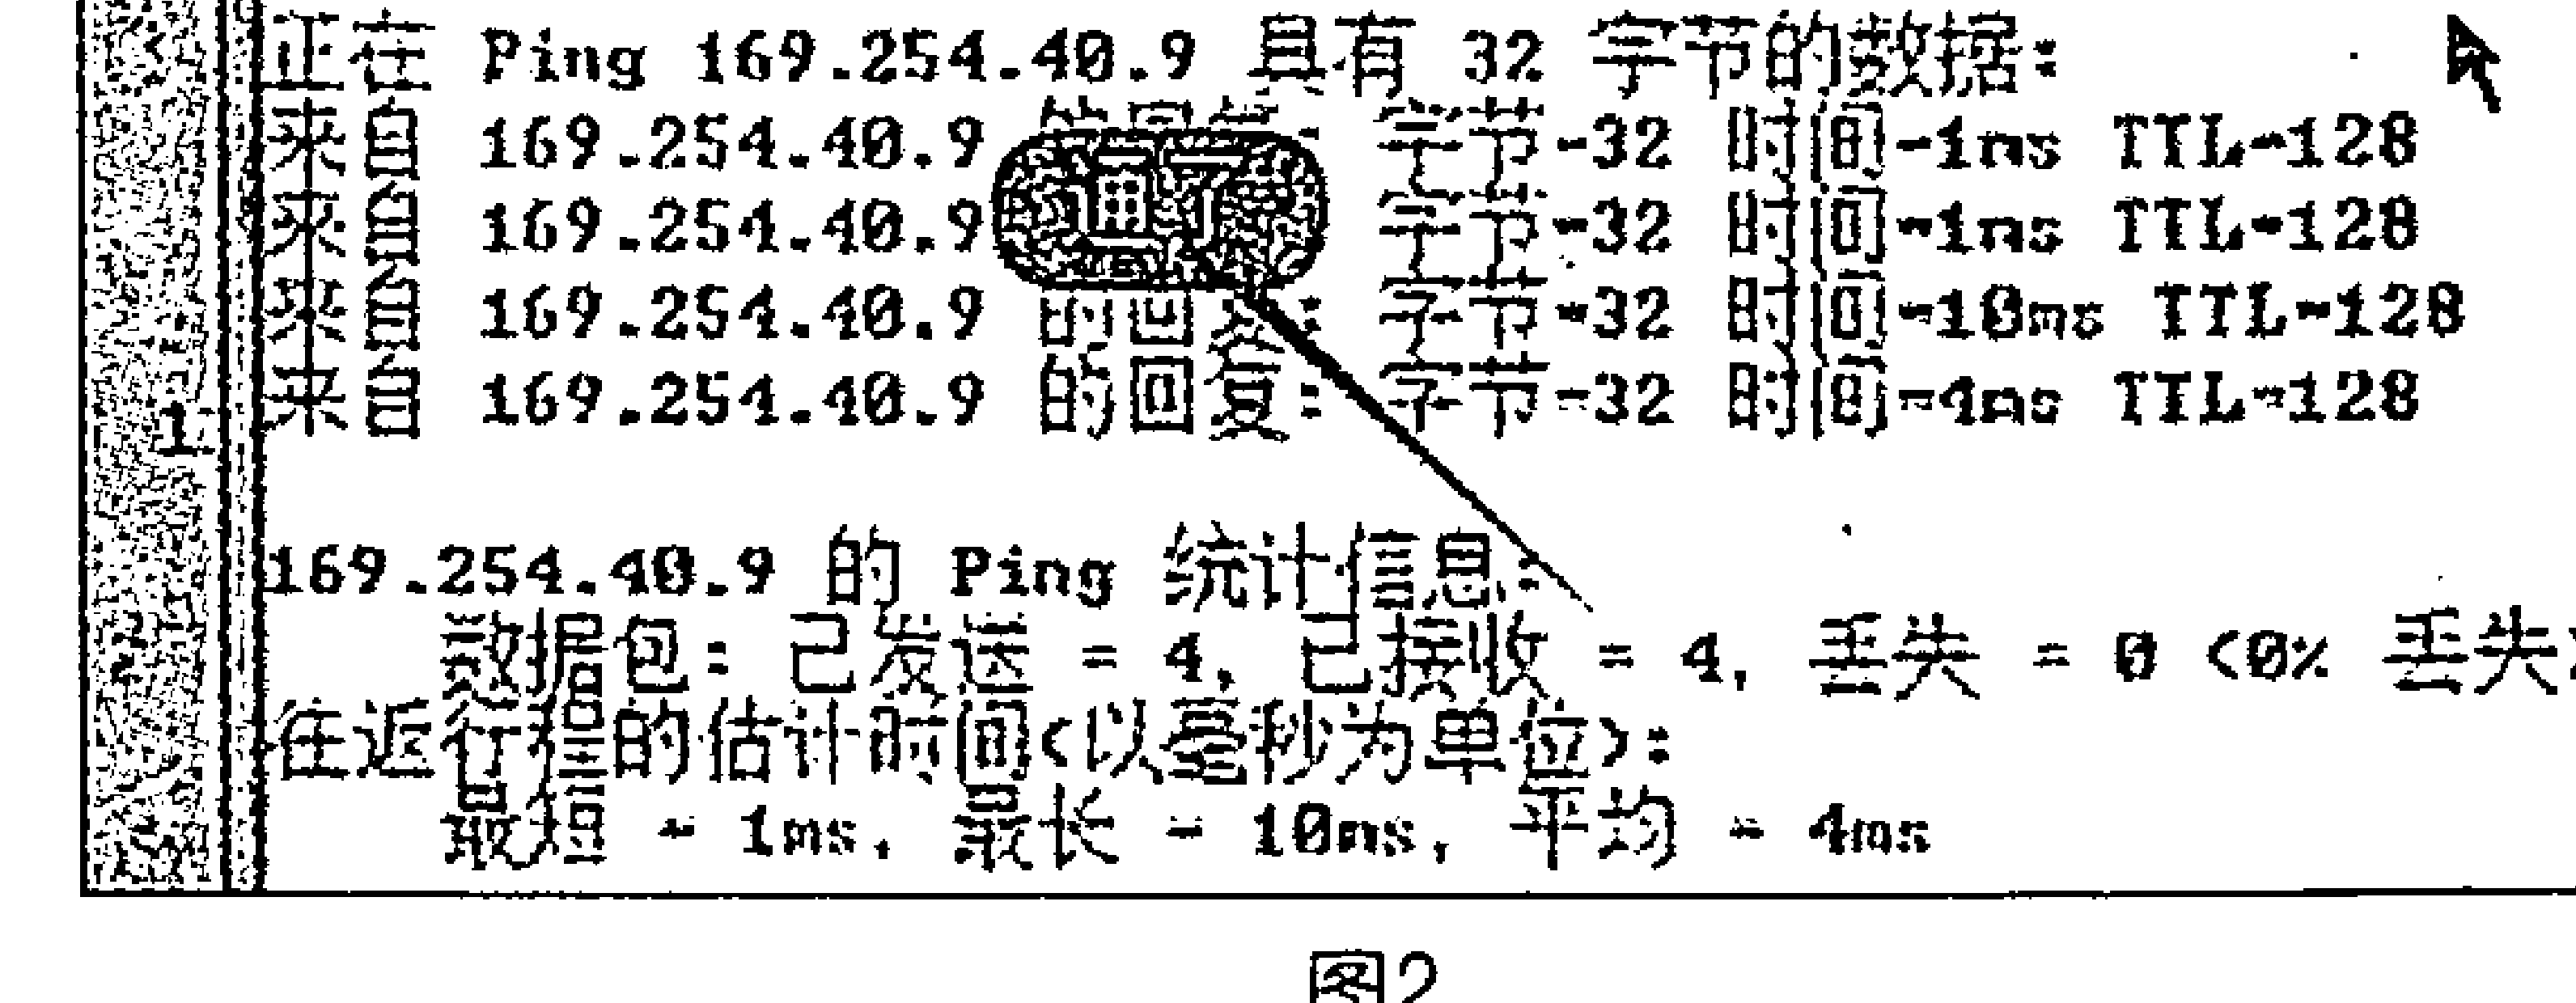 正在 Ping 169.254.40.9 具有 32 字节的数据:
来自 169.254.40.9 的回复: 字节=32 时间=1ms TTL=128
来自 169.254.40.9 字节=32 时间=1ms TTL=128
来自 169.254.40.9 的回复: 字节=32 时间=10ms TTL=128
来自 169.254.40.9 的回复: 字节=32 时间=4ms TTL=128
169.254.40.9 的 Ping 统计信息:
数据包: 已发送 = 4, 已接收 = 4, 丢失 = 0 (0% 丢失)
往返行程的估计时间(以毫秒为单位):
最短 = 1ms, 最长 = 10ms, 平均 = 4ms
图2